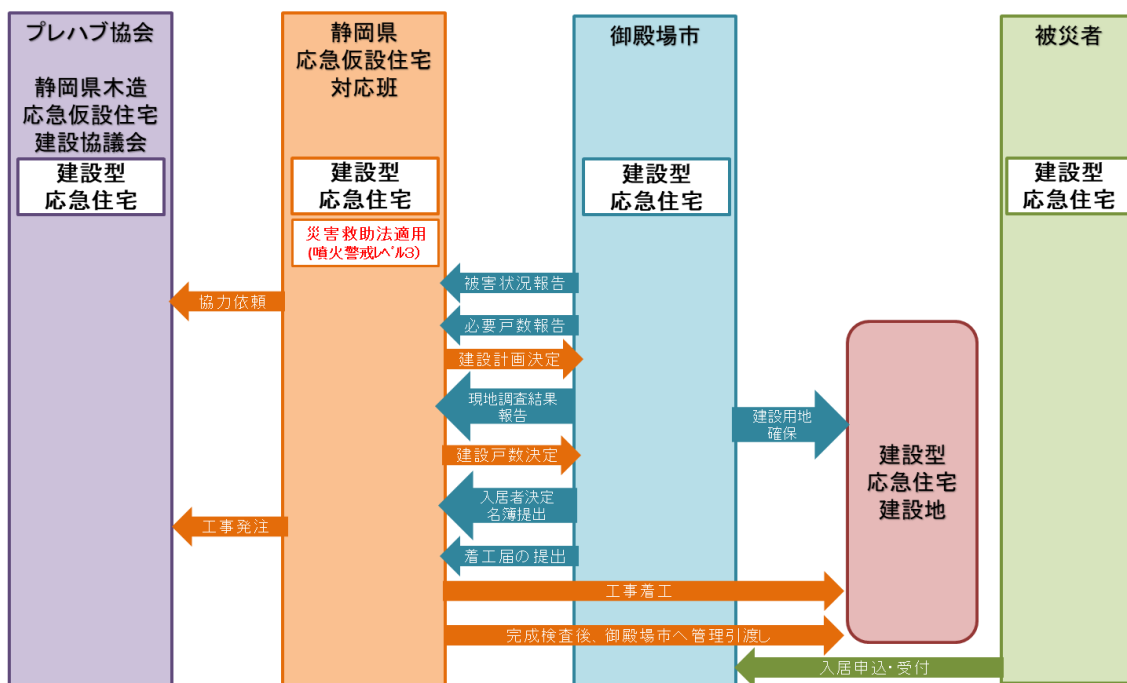 プレハブ協会
静岡県木造
応急仮設住宅
建設協議会
建設型
応急住宅
静岡県
応急仮設住宅
対応班
建設型
応急住宅
災害救助法適用
(噴火警戒ﾚﾍﾞﾙ3)
御殿場市
建設型
応急住宅
被災者
建設型
応急住宅
被害状況報告
協力依頼
必要戸数報告
建設計画決定
現地調査結果
報告
建設用地
確保
建設戸数決定
建設型
応急住宅
建設地
入居者決定
名簿提出
工事発注
着工届の提出
工事着工
完成検査後、御殿場市へ管理引渡し
入居申込・受付